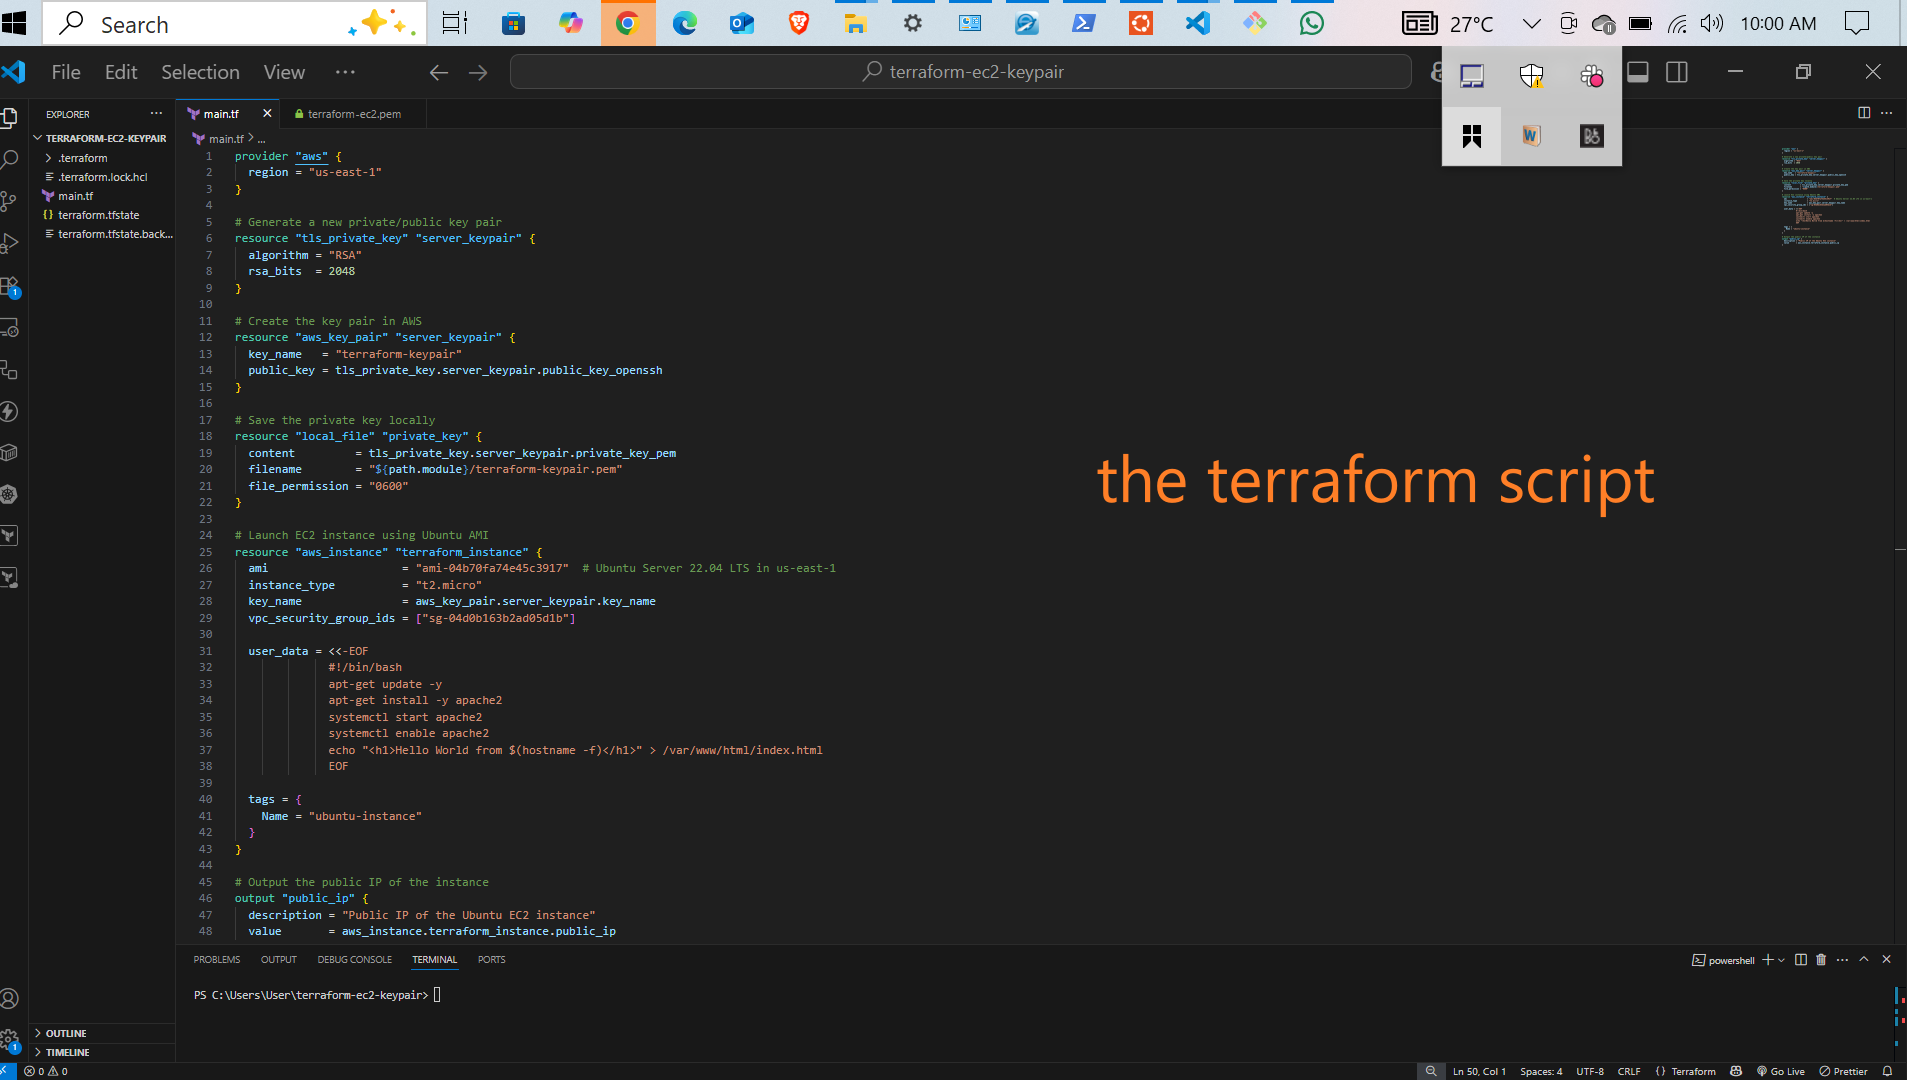 Search
27°C
10:00 AM
File Edit Selection View ···
terraform-ec2-keypair
EXPLORER ···
TERRAFORM-EC2-KEYPAIR
.terraform
.terraform.lock.hcl
main.tf
{} terraform.tfstate
terraform.tfstate.back...
main.tf
terraform-ec2.pem
main.tf > ...
1 provider "aws" {
2 region = "us-east-1"
3 }
4
5 # Generate a new private/public key pair
6 resource "tls_private_key" "server_keypair" {
7 algorithm = "RSA"
8 rsa_bits  = 2048
9 }
10
11 # Create the key pair in AWS
12 resource "aws_key_pair" "server_keypair" {
13 key_name   = "terraform-keypair"
14 public_key = tls_private_key.server_keypair.public_key_openssh
15 }
16
17 # Save the private key locally
18 resource "local_file" "private_key" {
19 content         = tls_private_key.server_keypair.private_key_pem
20 filename        = "${path.module}/terraform-keypair.pem"
21 file_permission = "0600"
22 }
23
24 # Launch EC2 instance using Ubuntu AMI
25 resource "aws_instance" "terraform_instance" {
26 ami                    = "ami-04b70fa74e45c3917"  # Ubuntu Server 22.04 LTS in us-east-1
27 instance_type          = "t2.micro"
28 key_name               = aws_key_pair.server_keypair.key_name
29 vpc_security_group_ids = ["sg-04d0b163b2ad05d1b"]
30
31 user_data = <<-EOF
32 #!/bin/bash
33 apt-get update -y
34 apt-get install -y apache2
35 systemctl start apache2
36 systemctl enable apache2
37 echo "<h1>Hello World from $(hostname -f)</h1>" > /var/www/html/index.html
38 EOF
39
40 tags = {
41 Name = "ubuntu-instance"
42 }
43 }
44
45 # Output the public IP of the instance
46 output "public_ip" {
47 description = "Public IP of the Ubuntu EC2 instance"
48 value       = aws_instance.terraform_instance.public_ip
the terraform script
PROBLEMS OUTPUT DEBUG CONSOLE TERMINAL PORTS
powershell
PS C:\Users\User\terraform-ec2-keypair>
OUTLINE
TIMELINE
0 0
Ln 50, Col 1 Spaces: 4 UTF-8 CRLF {} Terraform Go Live Prettier